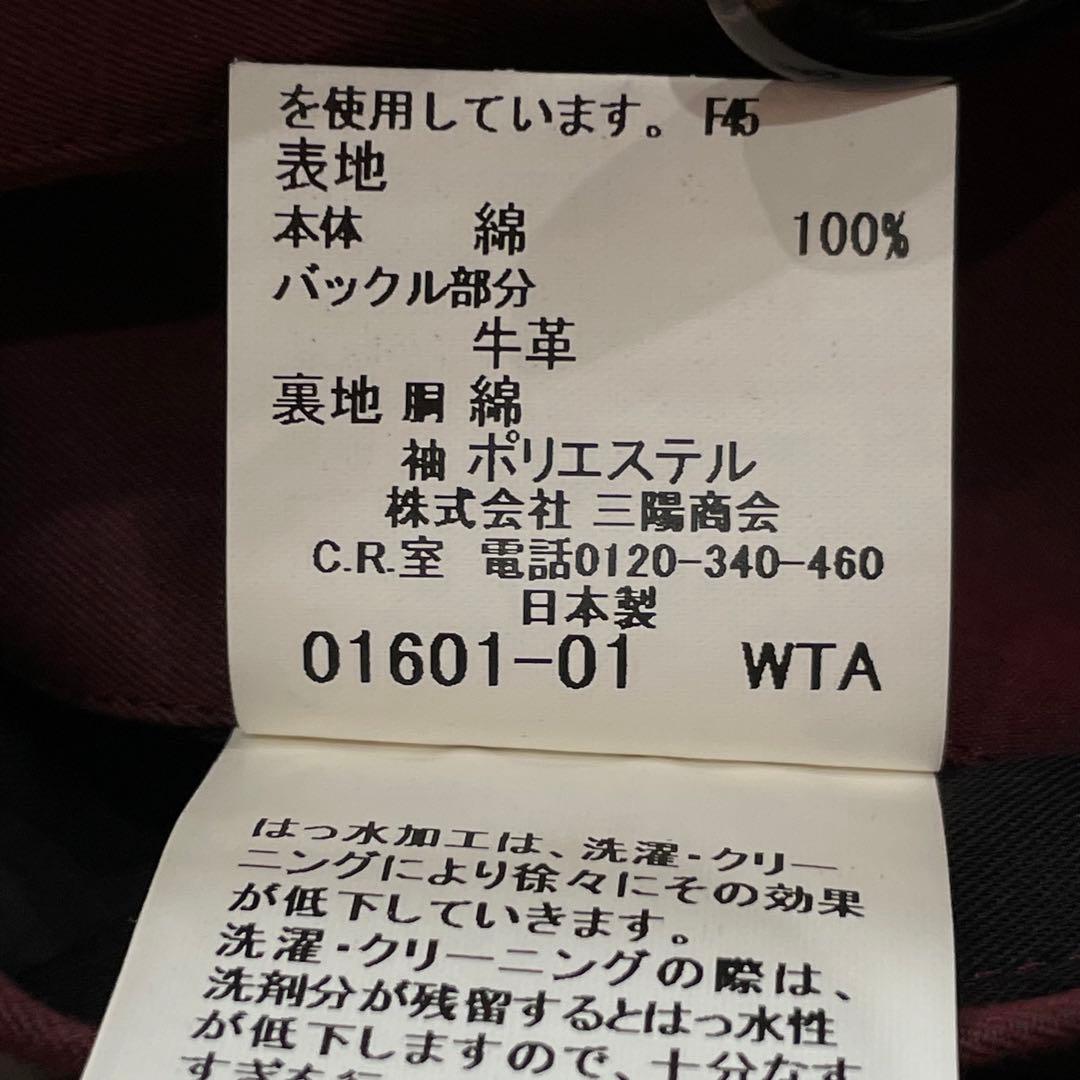 を使用しています。 F45
表地
本体 綿 100%
バックル部分
牛革
裏地 胴 綿
袖 ポリエステル
株式会社 三陽商会
C.R.室 電話0120-340-460
日本製
01601-01 WTA
はっ水加工は、洗濯・クリー
ニングにより徐々にその効果
が低下していきます。
洗濯・クリーニングの際は、
洗剤分が残留するとはっ水性
が低下しますので、十分なす
すぎを行